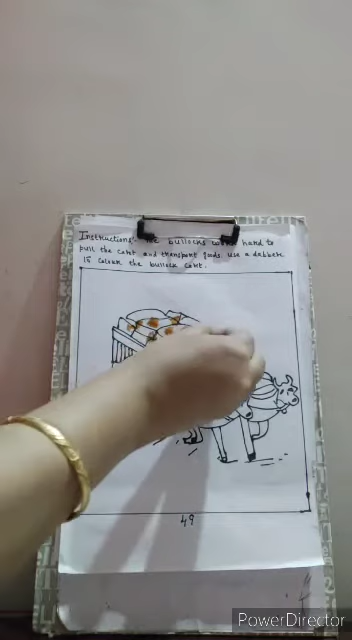 Instructions:- The bullocks work hard to
pull the cart and transport goods. use a dabber
to colour the bullock cart.
49
PowerDirector